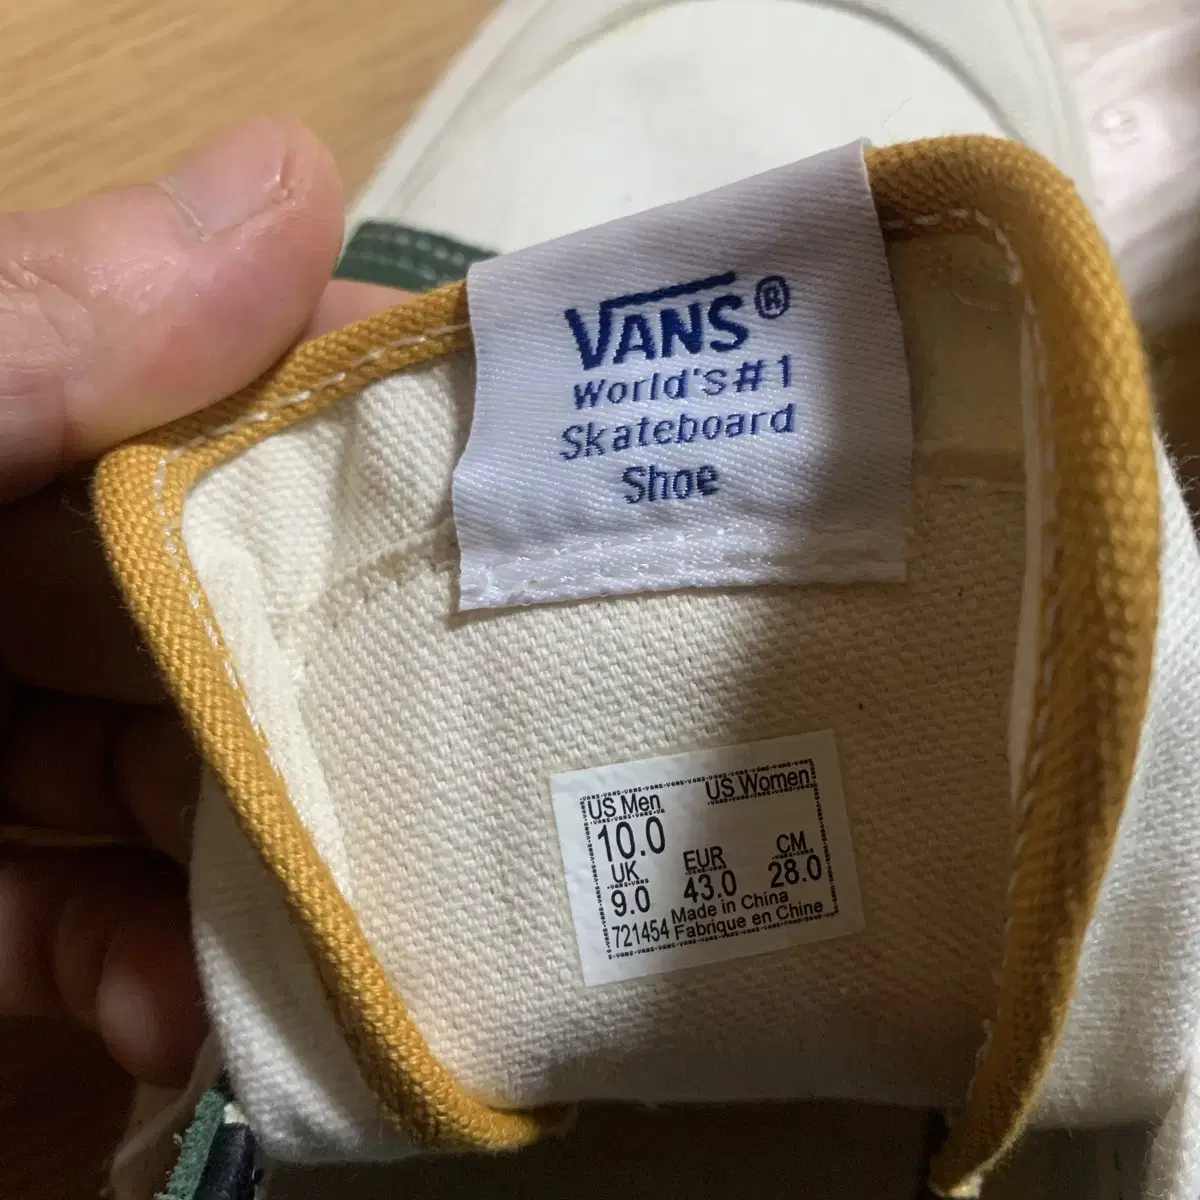 VANS®
World's #1
Skateboard
Shoe
US Men US Women
10.0
UK EUR CM
9.0 43.0 28.0
Made in China
721454 Fabrique en Chine